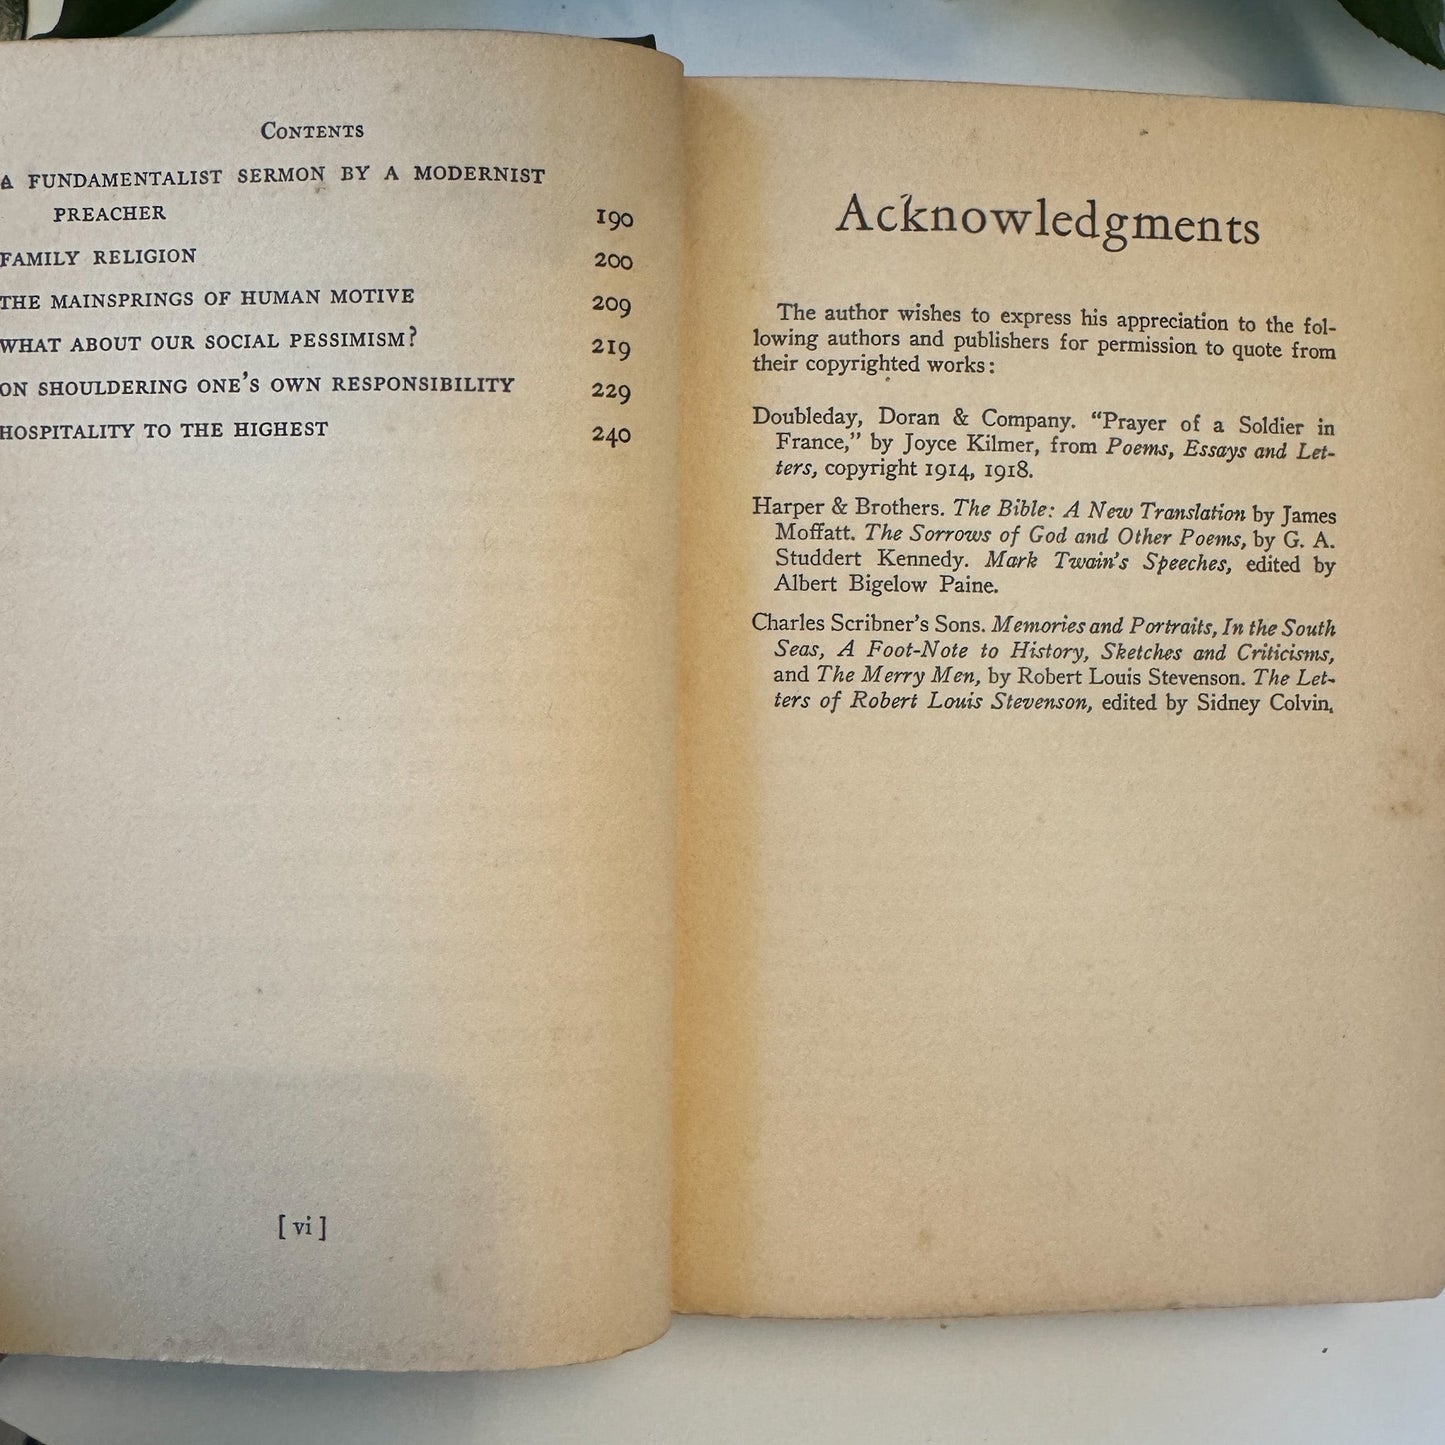 Contents
A FUNDAMENTALIST SERMON BY A MODERNIST
PREACHER 190
FAMILY RELIGION 200
THE MAINSPRINGS OF HUMAN MOTIVE 209
WHAT ABOUT OUR SOCIAL PESSIMISM? 219
ON SHOULDERING ONE'S OWN RESPONSIBILITY 229
HOSPITALITY TO THE HIGHEST 240
[ vi ]
Acknowledgments
The author wishes to express his appreciation to the fol-
lowing authors and publishers for permission to quote from
their copyrighted works:
Doubleday, Doran & Company. "Prayer of a Soldier in
France," by Joyce Kilmer, from Poems, Essays and Let-
ters, copyright 1914, 1918.
Harper & Brothers. The Bible: A New Translation by James
Moffatt. The Sorrows of God and Other Poems, by G. A.
Studdert Kennedy. Mark Twain's Speeches, edited by
Albert Bigelow Paine.
Charles Scribner's Sons. Memories and Portraits, In the South
Seas, A Foot-Note to History, Sketches and Criticisms,
and The Merry Men, by Robert Louis Stevenson. The Let-
ters of Robert Louis Stevenson, edited by Sidney Colvin.